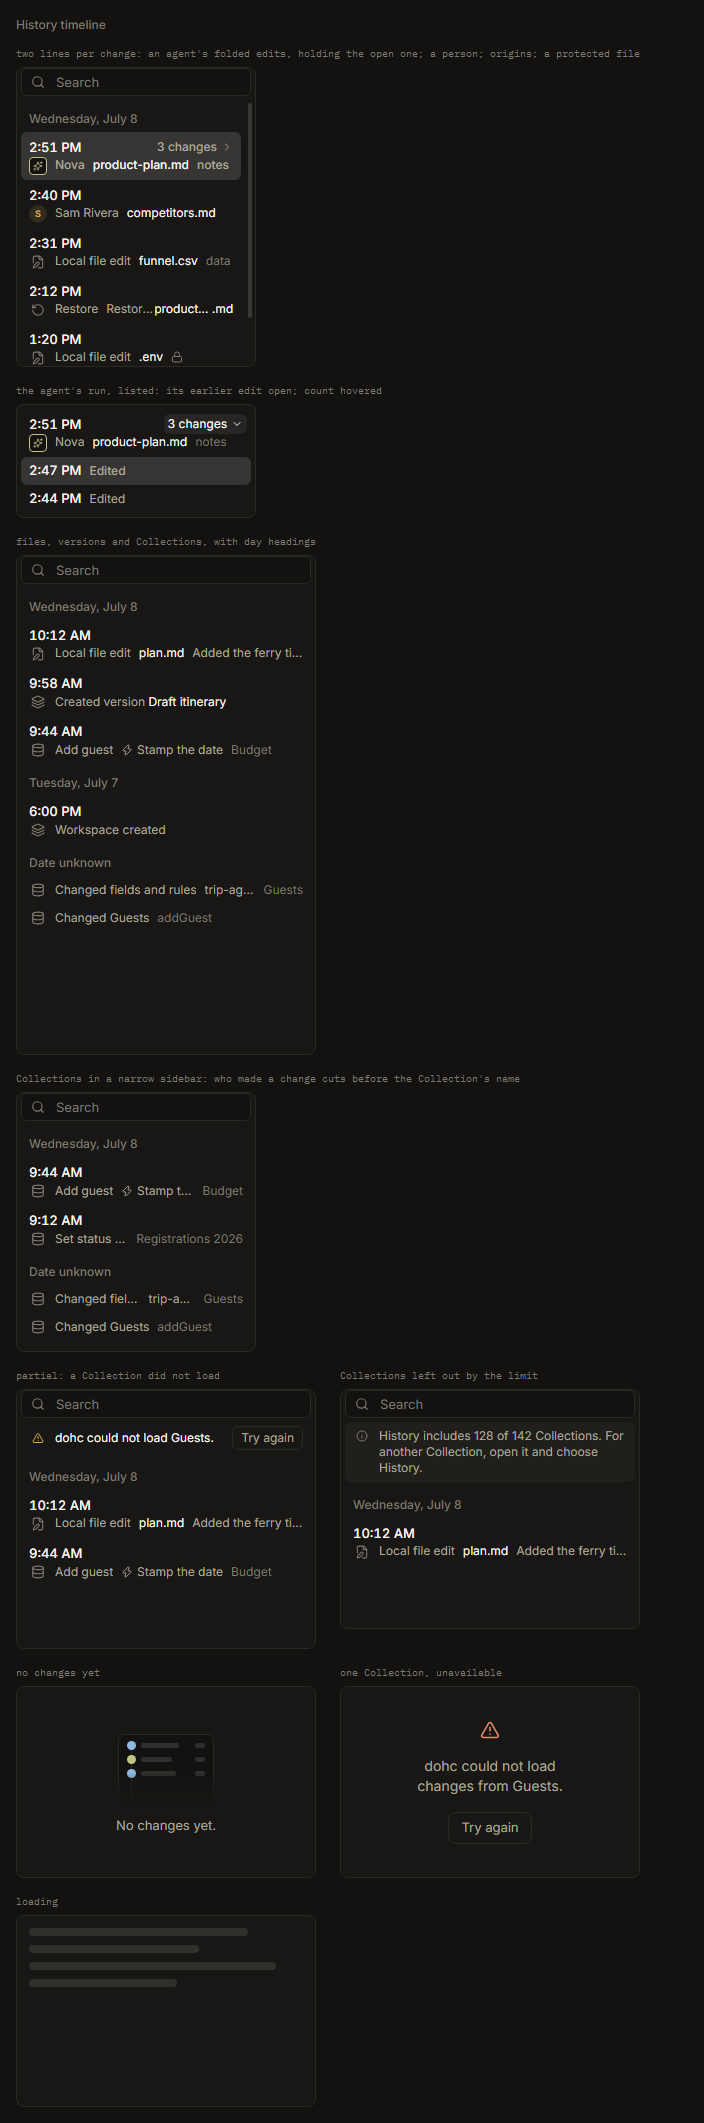 History timeline
two lines per change: an agent's folded edits, holding the open one; a person; origins; a protected file
Search
Wednesday, July 8
2:51 PM 3 changes
Nova product-plan.md notes
2:40 PM
S Sam Rivera competitors.md
2:31 PM
Local file edit funnel.csv data
2:12 PM
Restore Restor... product... .md
1:20 PM
Local file edit .env
the agent's run, listed: its earlier edit open; count hovered
2:51 PM 3 changes
Nova product-plan.md notes
2:47 PM Edited
2:44 PM Edited
files, versions and Collections, with day headings
Search
Wednesday, July 8
10:12 AM
Local file edit plan.md Added the ferry ti...
9:58 AM
Created version Draft itinerary
9:44 AM
Add guest Stamp the date Budget
Tuesday, July 7
6:00 PM
Workspace created
Date unknown
Changed fields and rules trip-ag... Guests
Changed Guests addGuest
Collections in a narrow sidebar: who made a change cuts before the Collection's name
Search
Wednesday, July 8
9:44 AM
Add guest Stamp t... Budget
9:12 AM
Set status ... Registrations 2026
Date unknown
Changed fiel... trip-a... Guests
Changed Guests addGuest
partial: a Collection did not load
Search
dohc could not load Guests. Try again
Wednesday, July 8
10:12 AM
Local file edit plan.md Added the ferry ti...
9:44 AM
Add guest Stamp the date Budget
Collections left out by the limit
Search
History includes 128 of 142 Collections. For
another Collection, open it and choose
History.
Wednesday, July 8
10:12 AM
Local file edit plan.md Added the ferry ti...
no changes yet
No changes yet.
one Collection, unavailable
dohc could not load
changes from Guests.
Try again
loading